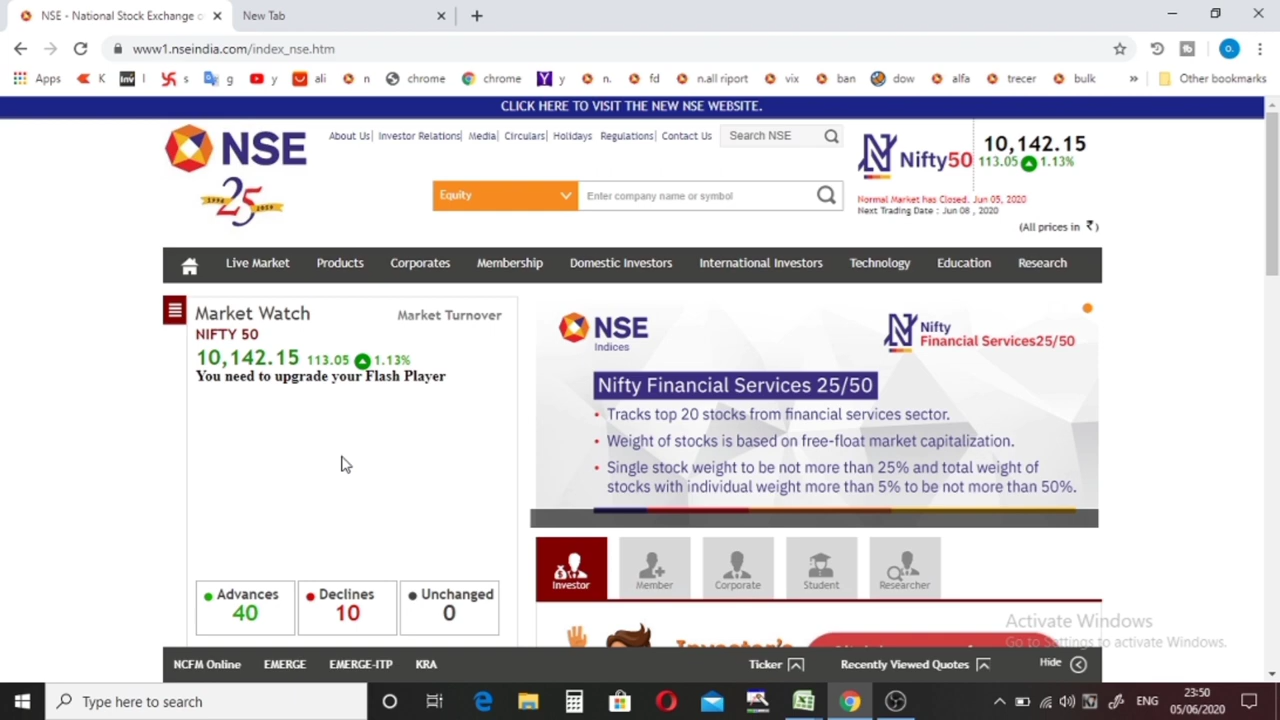 NSE - National Stock Exchange o
New Tab
www1.nseindia.com/index_nse.htm
o.
Apps K Inv l s g y ali n chrome chrome y n. fd n.all riport vix ban dow alfa trecer bulk » Other bookmarks
CLICK HERE TO VISIT THE NEW NSE WEBSITE.
NSE
About Us| Investor Relations| Media| Circulars| Holidays Regulations| Contact Us
Search NSE
Nifty50
10,142.15
113.05 1.13%
25
Equity
Enter company name or symbol
Normal Market has Closed. Jun 05, 2020
Next Trading Date : Jun 08 , 2020
(All prices in ₹)
Live Market Products Corporates Membership Domestic Investors International Investors Technology Education Research
Market Watch
Market Turnover
NIFTY 50
10,142.15 113.05 1.13%
You need to upgrade your Flash Player
Advances
40
Declines
10
Unchanged
0
NSE
Indices
Nifty
Financial Services25/50
Nifty Financial Services 25/50
• Tracks top 20 stocks from financial services sector.
• Weight of stocks is based on free-float market capitalization.
• Single stock weight to be not more than 25% and total weight of
stocks with individual weight more than 5% to be not more than 50%.
Investor
Member
Corporate
Student
Researcher
Investor's
Activate Windows
Go to Settings to activate Windows.
NCFM Online EMERGE EMERGE-ITP KRA
Ticker
Recently Viewed Quotes
Hide
Type here to search
ENG
23:50
05/06/2020